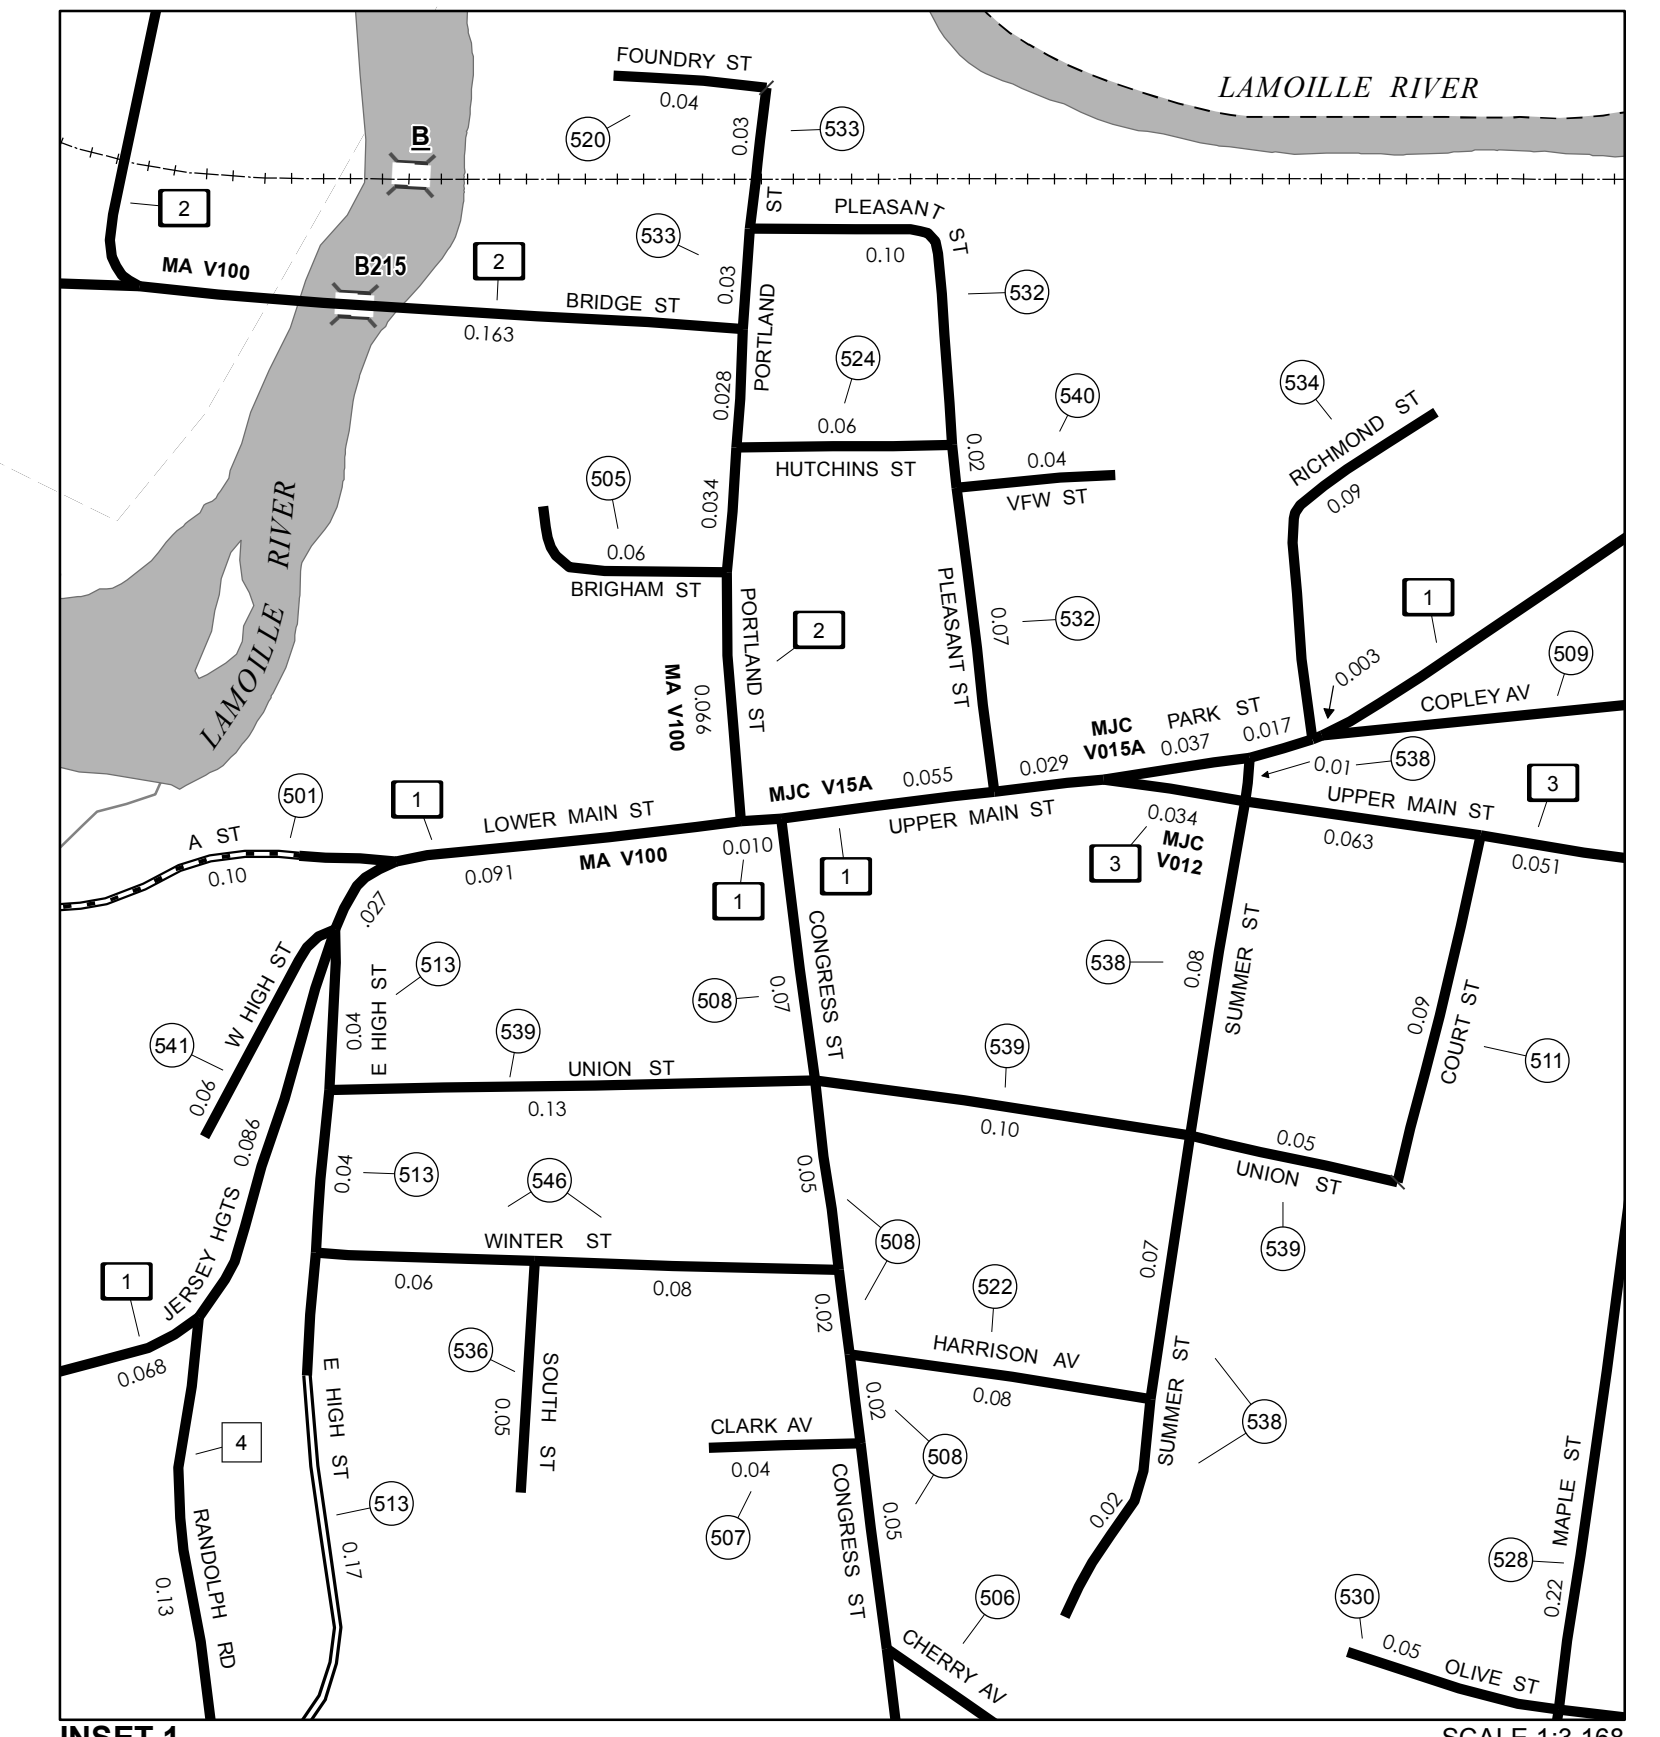 FOUNDRY ST
0.04
LAMOILLE RIVER
520
0.03
533
B
2
ST
PLEASANT ST
533
0.10
MA V100
B215
2
0.03
532
BRIDGE ST
0.163
PORTLAND
524
0.028
540
534
0.06
RICHMOND ST
HUTCHINS ST
0.02
0.04
505
VFW ST
0.09
0.034
LAMOILLE RIVER
0.06
BRIGHAM ST
PORTLAND ST
2
PLEASANT ST
0.07
532
1
509
0.003
MA V100
0.066
COPLEY AV
PARK ST
MJC
V015A
0.037
0.017
538
0.01
0.029
0.055
MJC V15A
3
501
1
LOWER MAIN ST
UPPER MAIN ST
UPPER MAIN ST
A ST
0.034
0.063
MA V100
0.010
MJC
V012
0.051
0.10
0.091
1
1
3
.027
CONGRESS ST
W HIGH ST
E HIGH ST
513
508
0.07
538
0.08
SUMMER ST
0.09
COURT ST
0.04
541
539
539
511
0.06
UNION ST
0.13
0.10
0.05
0.086
UNION ST
0.04
513
546
0.05
JERSEY HGTS
WINTER ST
508
539
0.07
1
0.06
0.08
0.02
522
0.068
536
HARRISON AV
0.08
SUMMER ST
E HIGH ST
SOUTH ST
0.05
0.02
538
4
CLARK AV
0.04
508
CONGRESS ST
513
0.02
0.05
507
MAPLE ST
528
0.17
RANDOLPH RD
0.13
506
530
0.22
CHERRY AV
0.05
OLIVE ST
INSET 1
SCALE 1:3,168